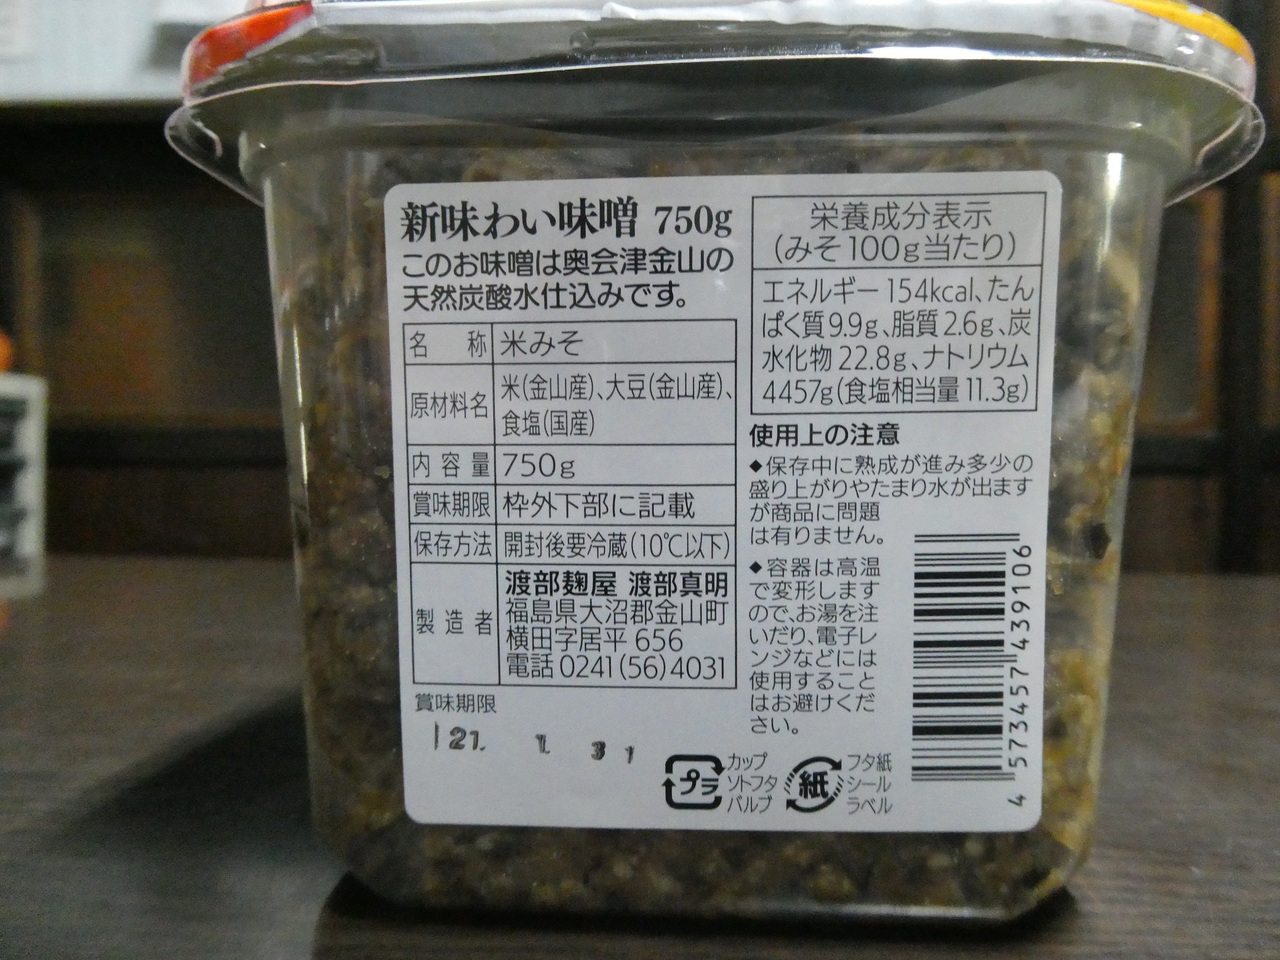 新味わい味噌 750g
このお味噌は奥会津金山の
天然炭酸水仕込みです。
名称 米みそ
原材料名 米(金山産)、大豆(金山産)、
食塩(国産)
内容量 750g
賞味期限 枠外下部に記載
保存方法 開封後要冷蔵(10℃以下)
製造者 渡部麹屋 渡部真明
福島県大沼郡金山町
横田字居平 656
電話 0241(56)4031
賞味期限
21. 1. 31
栄養成分表示
(みそ100g当たり)
エネルギー154kcal、たん
ぱく質9.9g、脂質2.6g、炭
水化物22.8g、ナトリウム
4457g(食塩相当量11.3g)
使用上の注意
◆保存中に熟成が進み多少の
盛り上がりやたまり水が出ます
が商品に問題
は有りません。
◆容器は高温
で変形します
ので、お湯を注
いだり、電子レ
ンジなどには
使用すること
はお避けくだ
さい。
プラ
カップ
ソトフタ
バルブ
紙
フタ紙
シール
ラベル
4 573457 439106